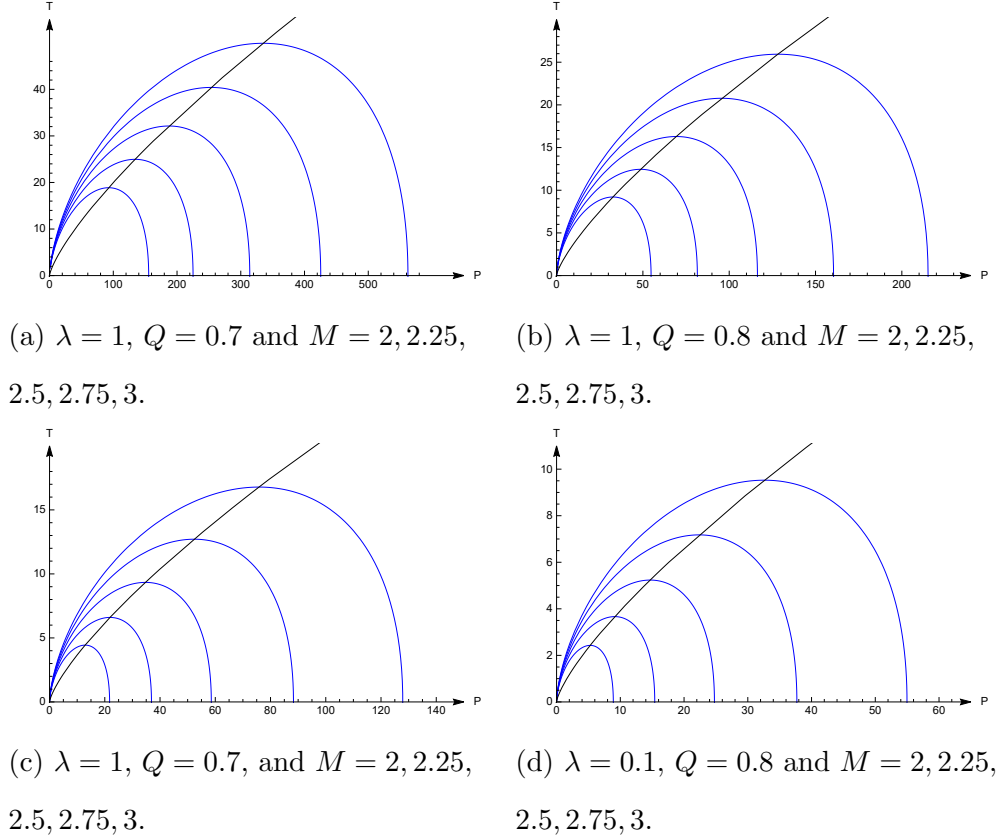 T
40
30
20
10
0
0 100 200 300 400 500
P
T
25
20
15
10
5
0
0 50 100 150 200
P
(a) λ = 1, Q = 0.7 and M = 2, 2.25,
2.5, 2.75, 3.
(b) λ = 1, Q = 0.8 and M = 2, 2.25,
2.5, 2.75, 3.
T
15
10
5
0
0 20 40 60 80 100 120 140
P
T
10
8
6
4
2
0
0 10 20 30 40 50 60
P
(c) λ = 1, Q = 0.7, and M = 2, 2.25,
2.5, 2.75, 3.
(d) λ = 0.1, Q = 0.8 and M = 2, 2.25,
2.5, 2.75, 3.